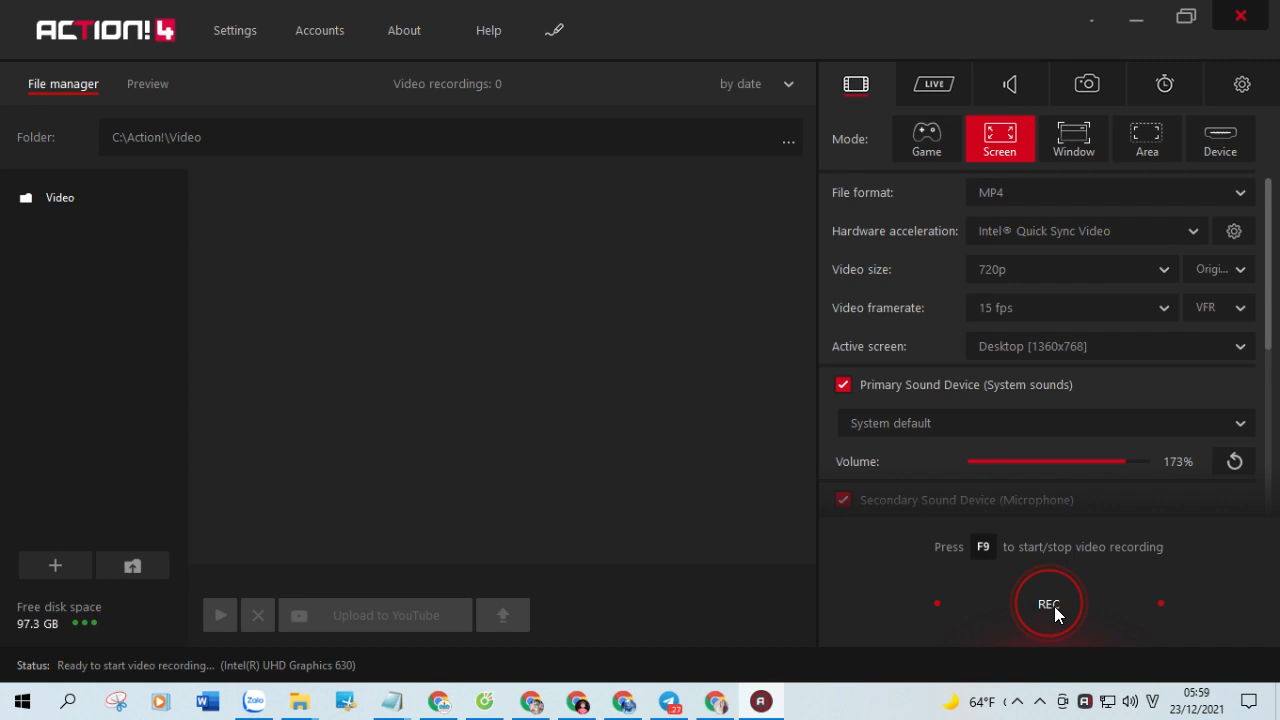 ACTION! 4
Settings Accounts About Help
File manager Preview Video recordings: 0 by date
LIVE
Folder: C:\Action!\Video ...
Mode: Game Screen Window Area Device
Video
File format: MP4
Hardware acceleration: Intel® Quick Sync Video
Video size: 720p Origi...
Video framerate: 15 fps VFR
Active screen: Desktop [1360x768]
Primary Sound Device (System sounds)
System default
Volume: 173%
Secondary Sound Device (Microphone)
Press F9 to start/stop video recording
REC
Free disk space
97.3 GB
Upload to YouTube
Status: Ready to start video recording... (Intel(R) UHD Graphics 630)
W Zalo 27 64°F V
05:59
23/12/2021